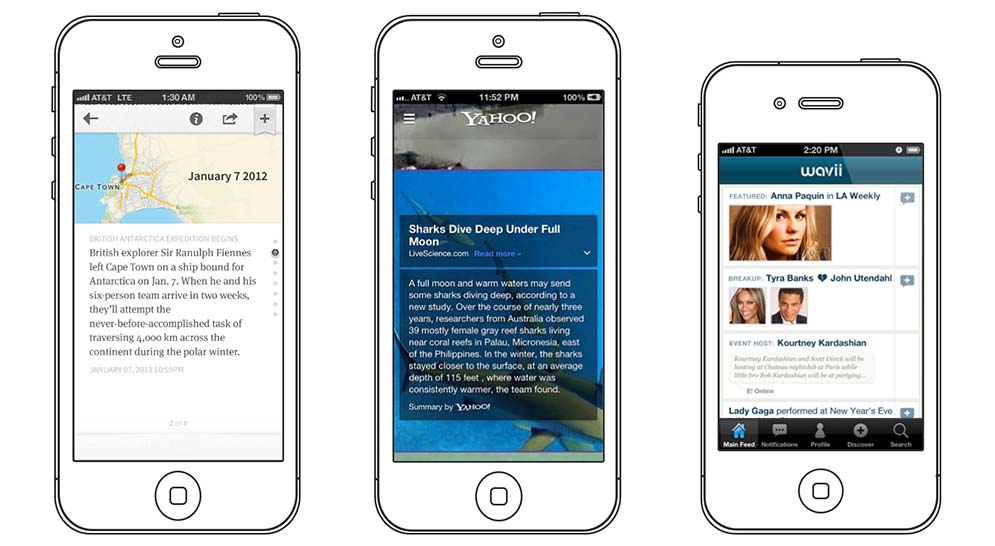 AT&T LTE 1:30 AM 100%
January 7 2012
CAPE TOWN
BRITISH ANTARCTICA EXPEDITION BEGINS
British explorer Sir Ranulph Fiennes
left Cape Town on a ship bound for
Antarctica on Jan. 7. When he and his
six-person team arrive in two weeks,
they'll attempt the
never-before-accomplished task of
traversing 4,000 km across the
continent during the polar winter.
JANUARY 07, 2013 10:59PM
2 of 8
AT&T 11:52 PM 100%
YAHOO!
Sharks Dive Deep Under Full
Moon
LiveScience.com Read more »
A full moon and warm waters may send
some sharks diving deep, according to a
new study. Over the course of nearly three
years, researchers from Australia observed
39 mostly female gray reef sharks living
near coral reefs in Palau, Micronesia, east
of the Philippines. In the winter, the sharks
stayed closer to the surface, at an average
depth of 115 feet , where water was
consistently warmer, the team found.
Summary by YAHOO!
AT&T 2:20 PM
wavii
FEATURED: Anna Paquin in LA Weekly
BREAKUP: Tyra Banks John Utendahl
EVENT HOST: Kourtney Kardashian
Kourtney Kardashian and Scott Disick will be
hosting at Chateau nightclub at Paris while
little bro Rob Kardashian will be at partying...
E! Online
Lady Gaga performed at New Year's Eve
Main Feed Notifications Profile Discover Search